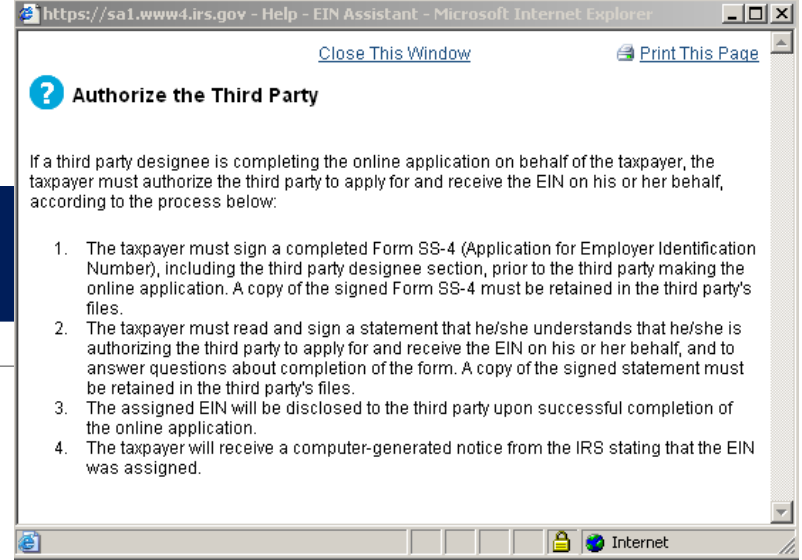 https://sa1.www4.irs.gov - Help - EIN Assistant - Microsoft Internet Explorer
Close This Window
Print This Page
? Authorize the Third Party
If a third party designee is completing the online application on behalf of the taxpayer, the
taxpayer must authorize the third party to apply for and receive the EIN on his or her behalf,
according to the process below:
1. The taxpayer must sign a completed Form SS-4 (Application for Employer Identification
Number), including the third party designee section, prior to the third party making the
online application. A copy of the signed Form SS-4 must be retained in the third party's
files.
2. The taxpayer must read and sign a statement that he/she understands that he/she is
authorizing the third party to apply for and receive the EIN on his or her behalf, and to
answer questions about completion of the form. A copy of the signed statement must
be retained in the third party's files.
3. The assigned EIN will be disclosed to the third party upon successful completion of
the online application.
4. The taxpayer will receive a computer-generated notice from the IRS stating that the EIN
was assigned.
Internet